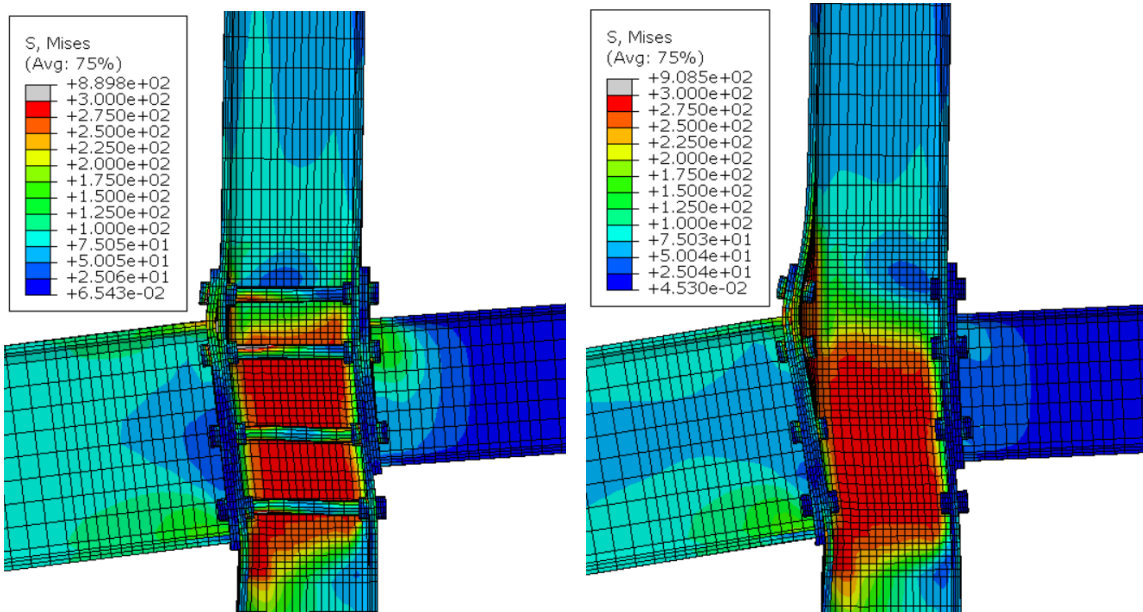 S, Mises
(Avg: 75%)
+8.898e+02
+3.000e+02
+2.750e+02
+2.500e+02
+2.250e+02
+2.000e+02
+1.750e+02
+1.500e+02
+1.250e+02
+1.000e+02
+7.505e+01
+5.005e+01
+2.506e+01
+6.543e-02
S, Mises
(Avg: 75%)
+9.085e+02
+3.000e+02
+2.750e+02
+2.500e+02
+2.250e+02
+2.000e+02
+1.750e+02
+1.500e+02
+1.250e+02
+1.000e+02
+7.503e+01
+5.004e+01
+2.504e+01
+4.530e-02